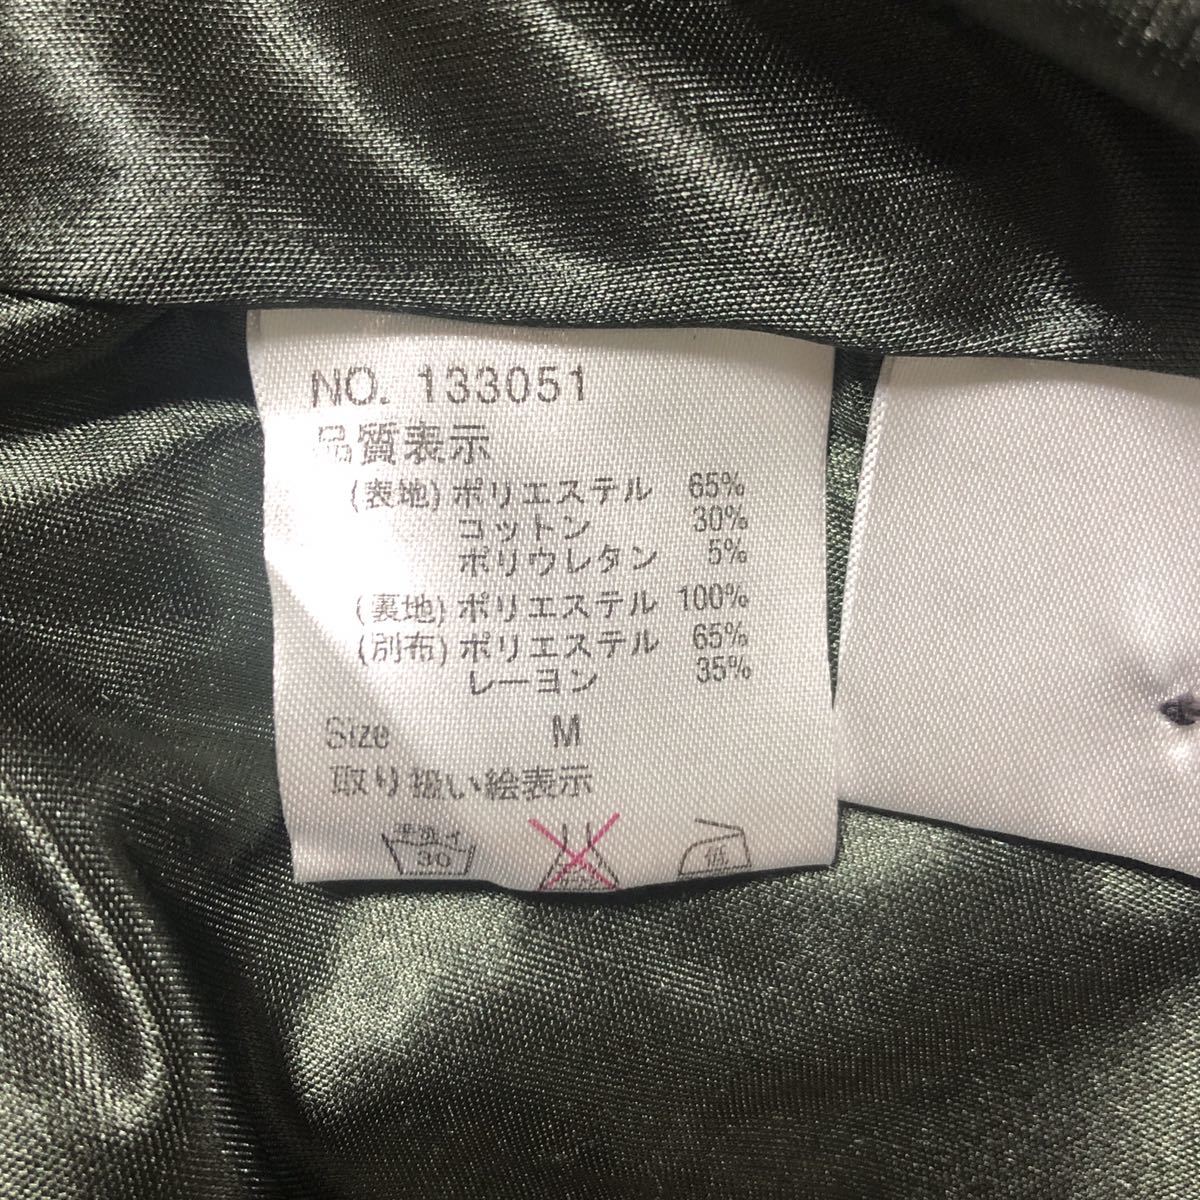 NO. 133051
品質表示
(表地) ポリエステル 65%
コットン 30%
ポリウレタン 5%
(裏地) ポリエステル 100%
(別布) ポリエステル 65%
レーヨン 35%
Size M
取り扱い絵表示
手洗イ 30 低